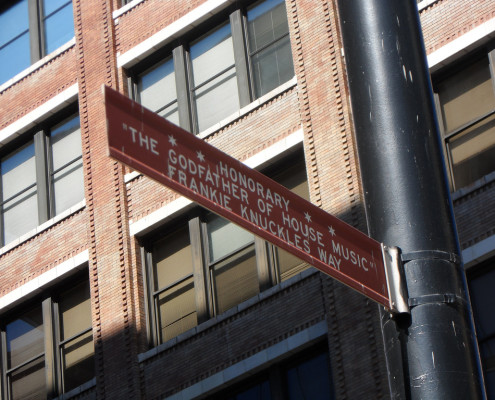 * * HONORARY * *
"THE GODFATHER OF HOUSE MUSIC"
FRANKIE KNUCKLES WAY